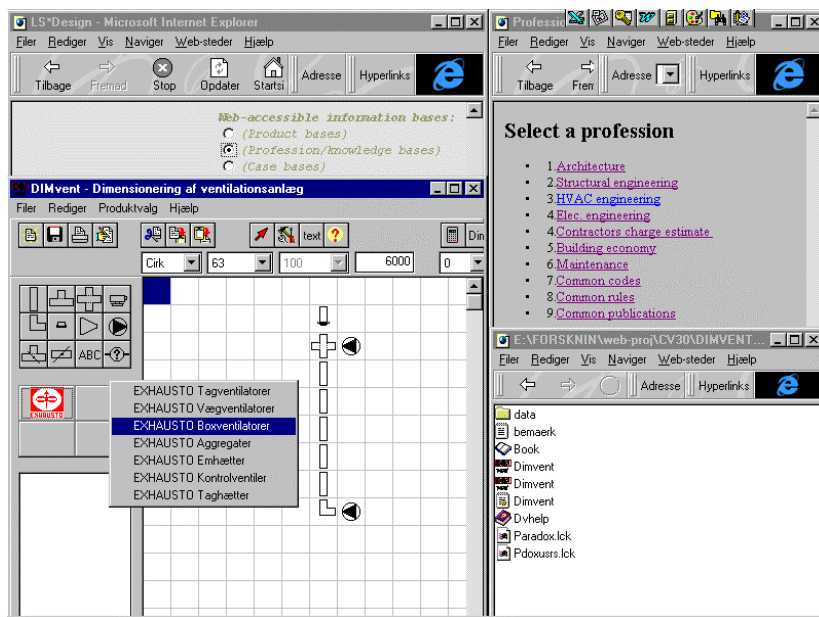 LS*Design - Microsoft Internet Explorer
Filer Rediger Vis Naviger Web-steder Hjælp
Tilbage Fremad Stop Opdater Startsi Adresse Hyperlinks
Web-accessible information bases:
(Product bases)
(Profession/knowledge bases)
(Case bases)
DIMvent - Dimensionering af ventilationsanlæg
Filer Rediger Produktvalg Hjælp
text ? Din
Cirk 63 100 6000 0
ABC ?
EXHAUSTO
EXHAUSTO Tagventilatorer
EXHAUSTO Vægventilatorer
EXHAUSTO Boxventilatorer
EXHAUSTO Aggregater
EXHAUSTO Emhætter
EXHAUSTO Kontrolventiler
EXHAUSTO Taghætter
Professio
Filer Rediger Vis Naviger Web-steder Hjælp
Tilbage Frem Adresse Hyperlinks
Select a profession
1.Architecture
2.Structural engineering
3.HVAC engineering
4.Elec. engineering
4.Contractors charge estimate
5.Building economy
6.Maintenance
7.Common codes
8.Common rules
9.Common publications
E:\FORSKNIN\web-proj\CV30\DIMVENT...
Filer Rediger Vis Naviger Web-steder Hjælp
Adresse Hyperlinks
data
bemaerk
Book
Dimvent
Dimvent
Dimvent
Dvhelp
Paradox.lck
Pdoxusrs.lck